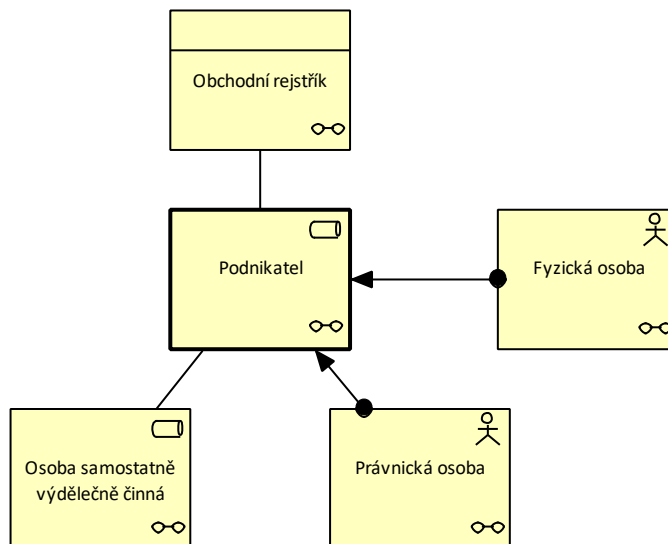 Obchodní rejstřík
Podnikatel
Fyzická osoba
Osoba samostatně
výdělečně činná
Právnická osoba